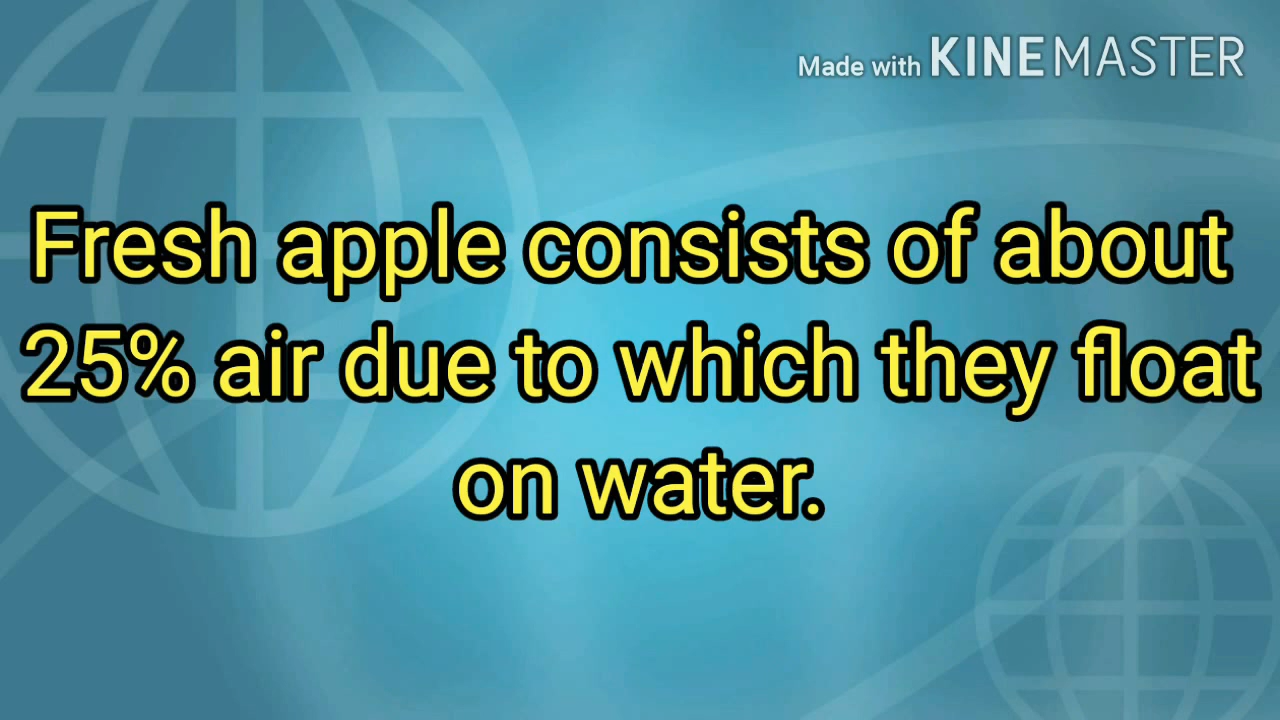 Made with KINEMASTER
Fresh apple consists of about
25% air due to which they float
on water.